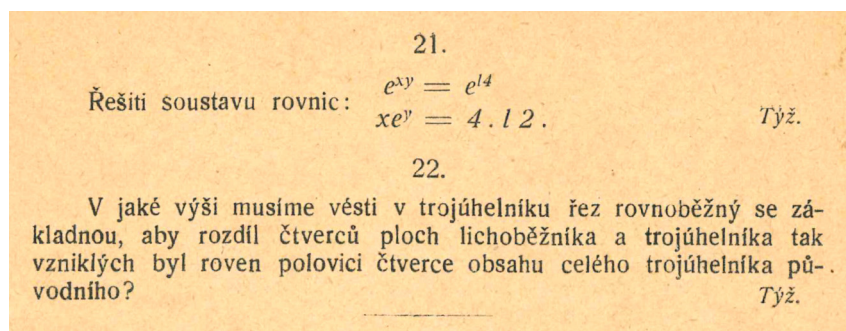 21.
Řešiti soustavu rovnic: e^{xy} = e^{l4}
xe^{y} = 4 . l 2 . Týž.
22.
V jaké výši musíme vésti v trojúhelníku řez rovnoběžný se zá-
kladnou, aby rozdíl čtverců ploch lichoběžníka a trojúhelníka tak
vzniklých byl roven polovici čtverce obsahu celého trojúhelníka pů-
vodního? Týž.